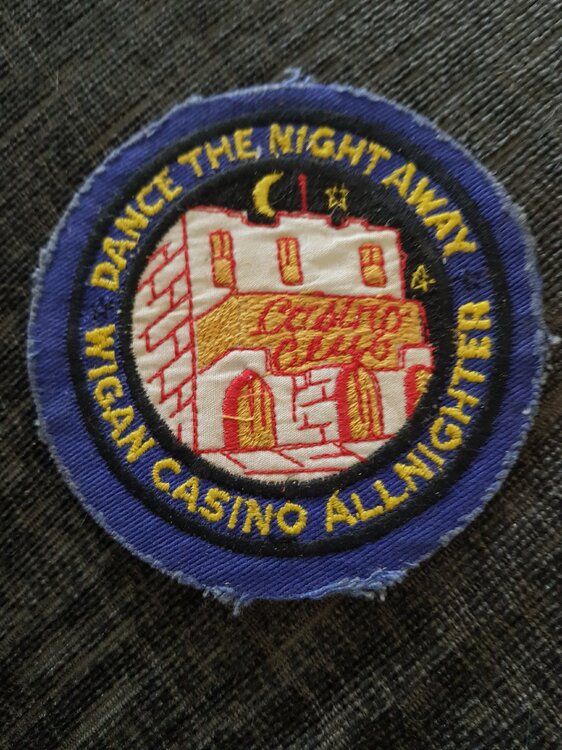 DANCE THE NIGHT AWAY
Casino
Club
WIGAN CASINO ALLNIGHTER